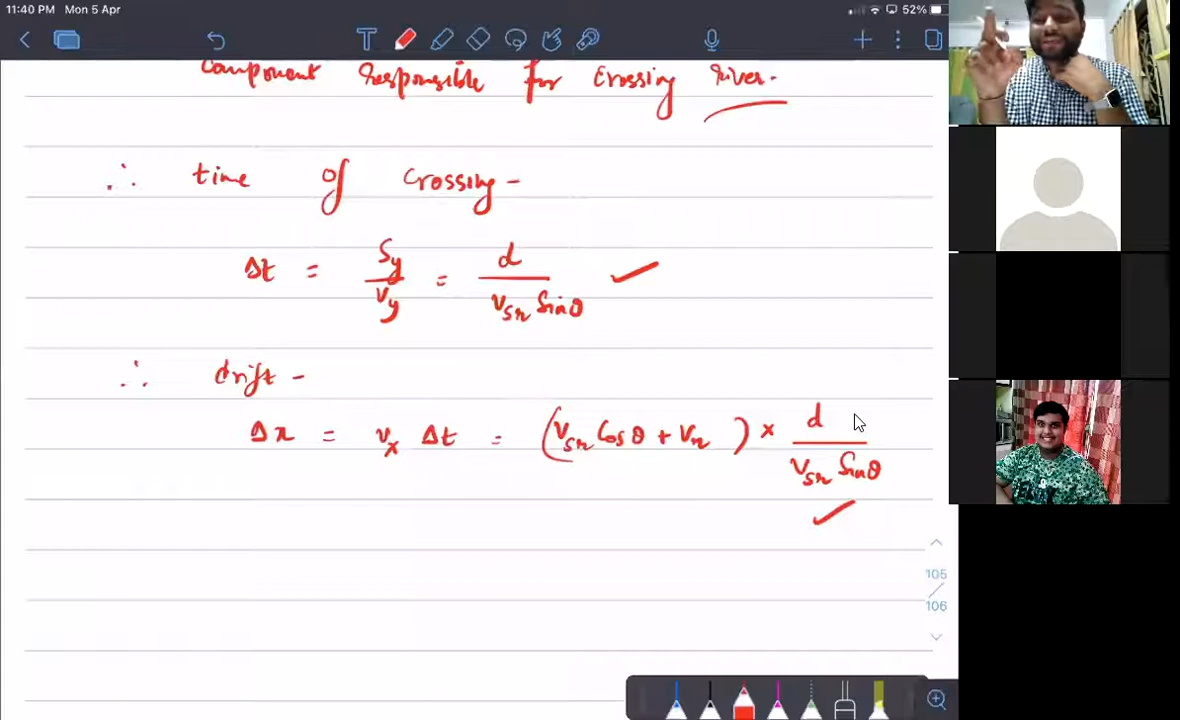 11:40 PM Mon 5 Apr 52%
Component Responsible for Crossing River.
∴ time of Crossing -
Δt = Sy/Vy = d/(Vsr Sinθ)
∴ drift -
Δx = vx Δt = (Vsr Cosθ + Vr) × d/(Vsr Sinθ)
105
106